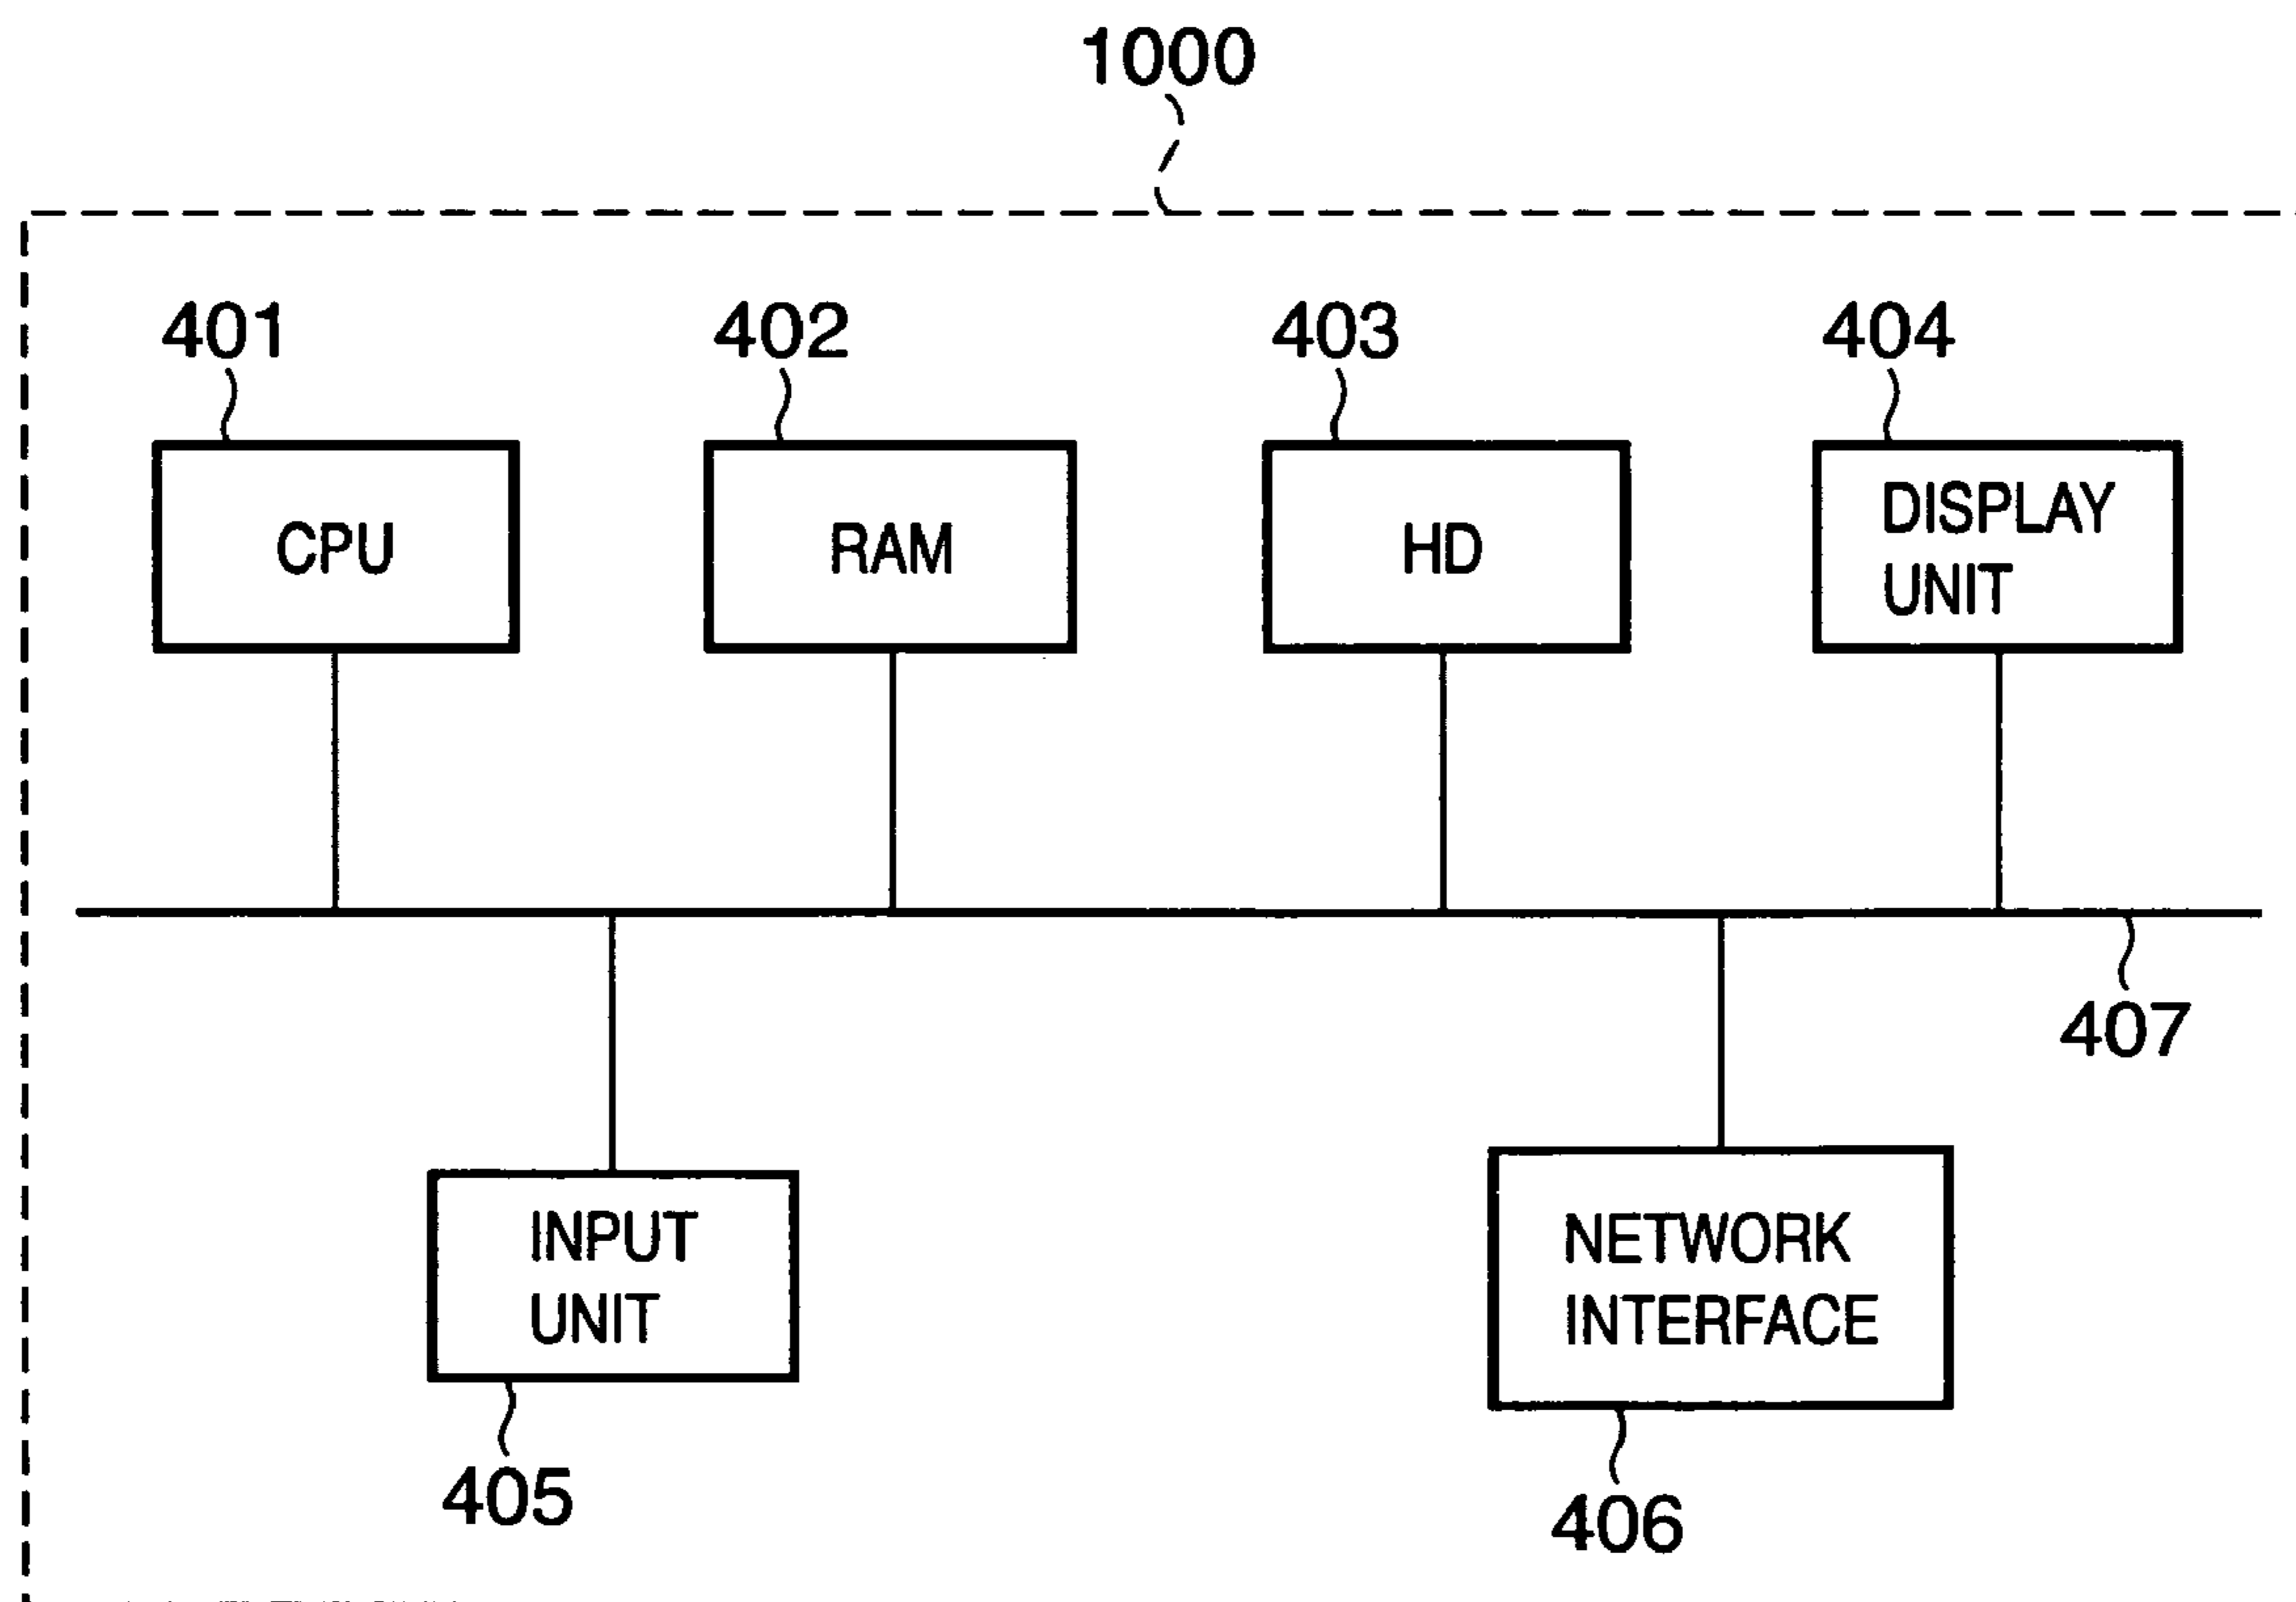 1000
401
402
403
404
CPU
RAM
HD
DISPLAY
UNIT
407
INPUT
UNIT
NETWORK
INTERFACE
405
406